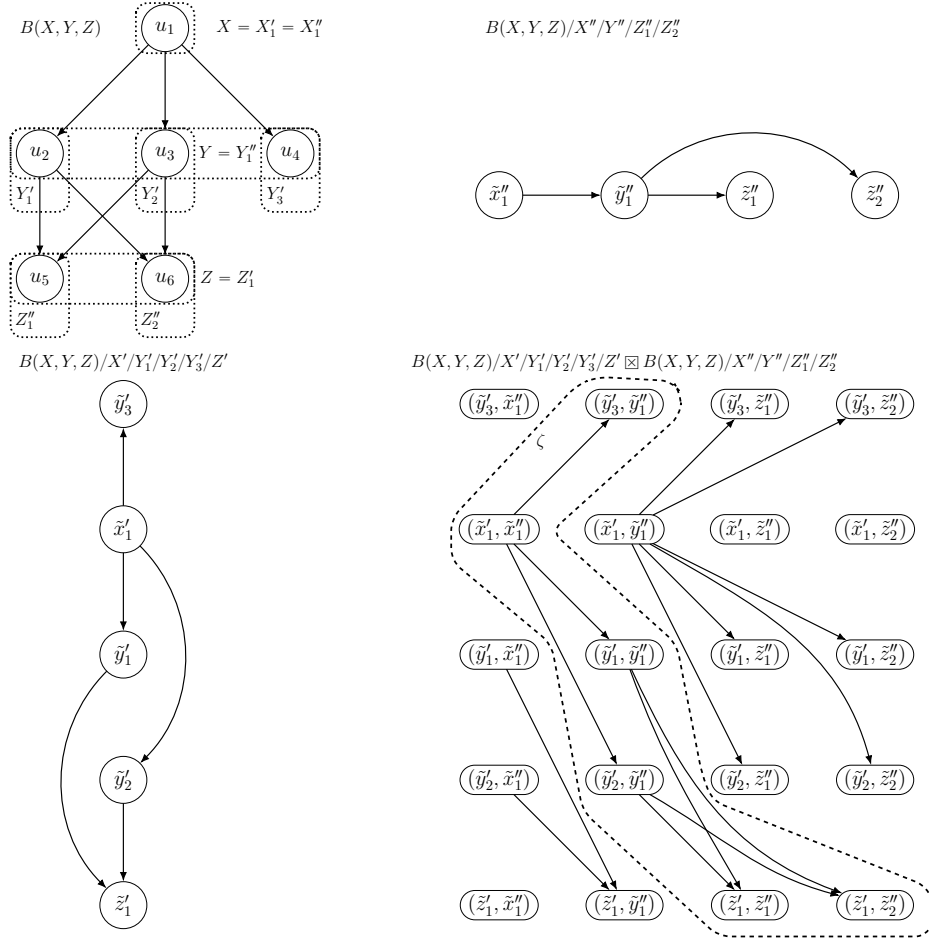 B(X, Y, Z)
u₁
X = X′₁ = X″₁
B(X, Y, Z)/X″/Y″/Z″₁/Z″₂
u₂
u₃
Y = Y″₁
u₄
Y′₁
Y′₂
Y′₃
u₅
u₆
Z = Z′₁
Z″₁
Z″₂
x̃″₁
ỹ″₁
z̃″₁
z̃″₂
B(X, Y, Z)/X′/Y′₁/Y′₂/Y′₃/Z′
ỹ′₃
x̃′₁
ỹ′₁
ỹ′₂
z̃′₁
B(X, Y, Z)/X′/Y′₁/Y′₂/Y′₃/Z′ ⊠ B(X, Y, Z)/X″/Y″/Z″₁/Z″₂
(ỹ′₃, x̃″₁) (ỹ′₃, ỹ″₁) (ỹ′₃, z̃″₁) (ỹ′₃, z̃″₂)
ζ
(x̃′₁, x̃″₁) (x̃′₁, ỹ″₁) (x̃′₁, z̃″₁) (x̃′₁, z̃″₂)
(ỹ′₁, x̃″₁) (ỹ′₁, ỹ″₁) (ỹ′₁, z̃″₁) (ỹ′₁, z̃″₂)
(ỹ′₂, x̃″₁) (ỹ′₂, ỹ″₁) (ỹ′₂, z̃″₁) (ỹ′₂, z̃″₂)
(z̃′₁, x̃″₁) (z̃′₁, ỹ″₁) (z̃′₁, z̃″₁) (z̃′₁, z̃″₂)